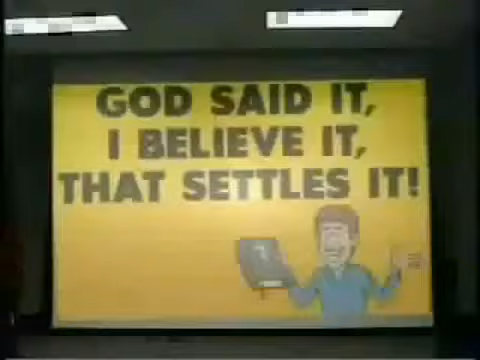 GOD SAID IT,
I BELIEVE IT,
THAT SETTLES IT!